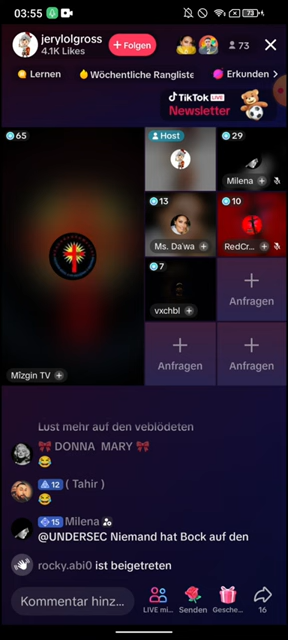 03:55
73
jerylolgross
4.1K Likes
+ Folgen
73
Lernen
Wöchentliche Rangliste
Erkunden
TikTok LIVE
Newsletter
65
Host
29
Milena
13
Ms. Da'wa
10
RedCr...
7
vxchbl
Anfragen
Mîzgin TV
Anfragen
Anfragen
Lust mehr auf den veblödeten
🎀 DONNA MARY 🎀
😂
12 ( Tahir )
😂
15 Milena
@UNDERSEC Niemand hat Bock auf den
rocky.abi0 ist beigetreten
Kommentar hinz...
LIVE mi...
Senden
Gesche...
16